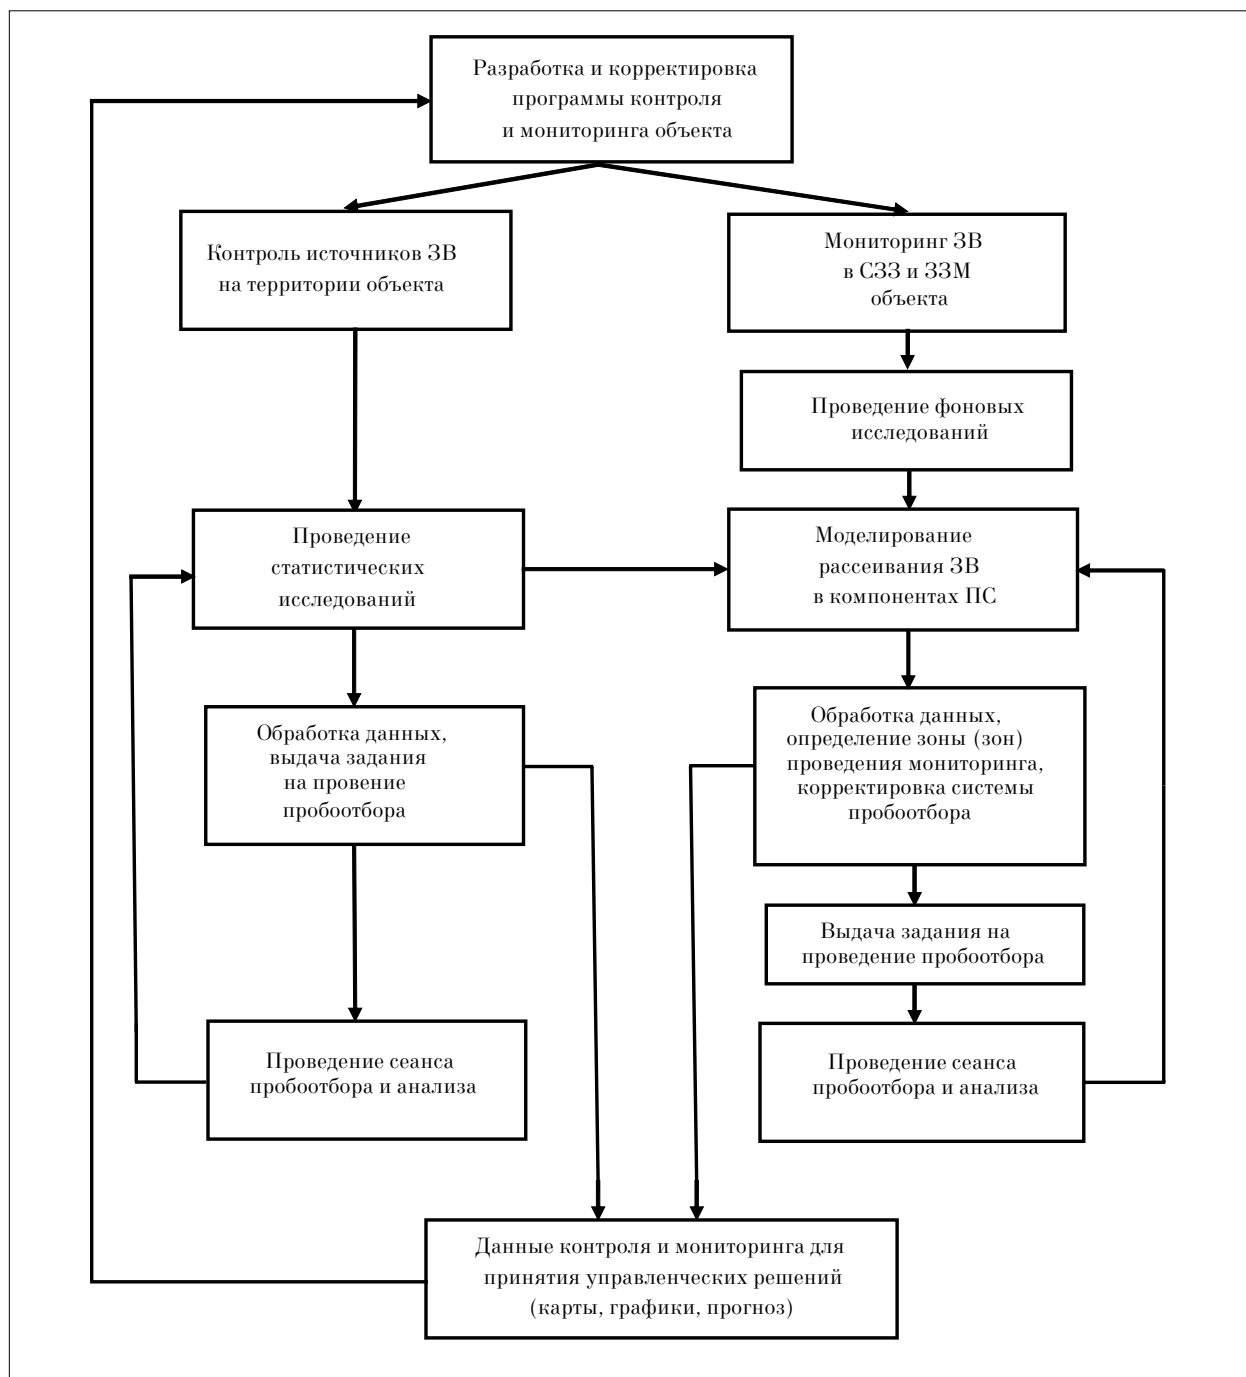 Разработка и корректировка
программы контроля
и мониторинга объекта
Контроль источников ЗВ
на территории объекта
Мониторинг ЗВ
в СЗЗ и ЗЗМ
объекта
Проведение фоновых
исследований
Проведение
статистических
исследований
Моделирование
рассеивания ЗВ
в компонентах ПС
Обработка данных,
выдача задания
на провение
пробоотбора
Обработка данных,
определение зоны (зон)
проведения мониторинга,
корректировка системы
пробоотбора
Выдача задания на
проведение пробоотбора
Проведение сеанса
пробоотбора и анализа
Проведение сеанса
пробоотбора и анализа
Данные контроля и мониторинга для
принятия управленческих решений
(карты, графики, прогноз)